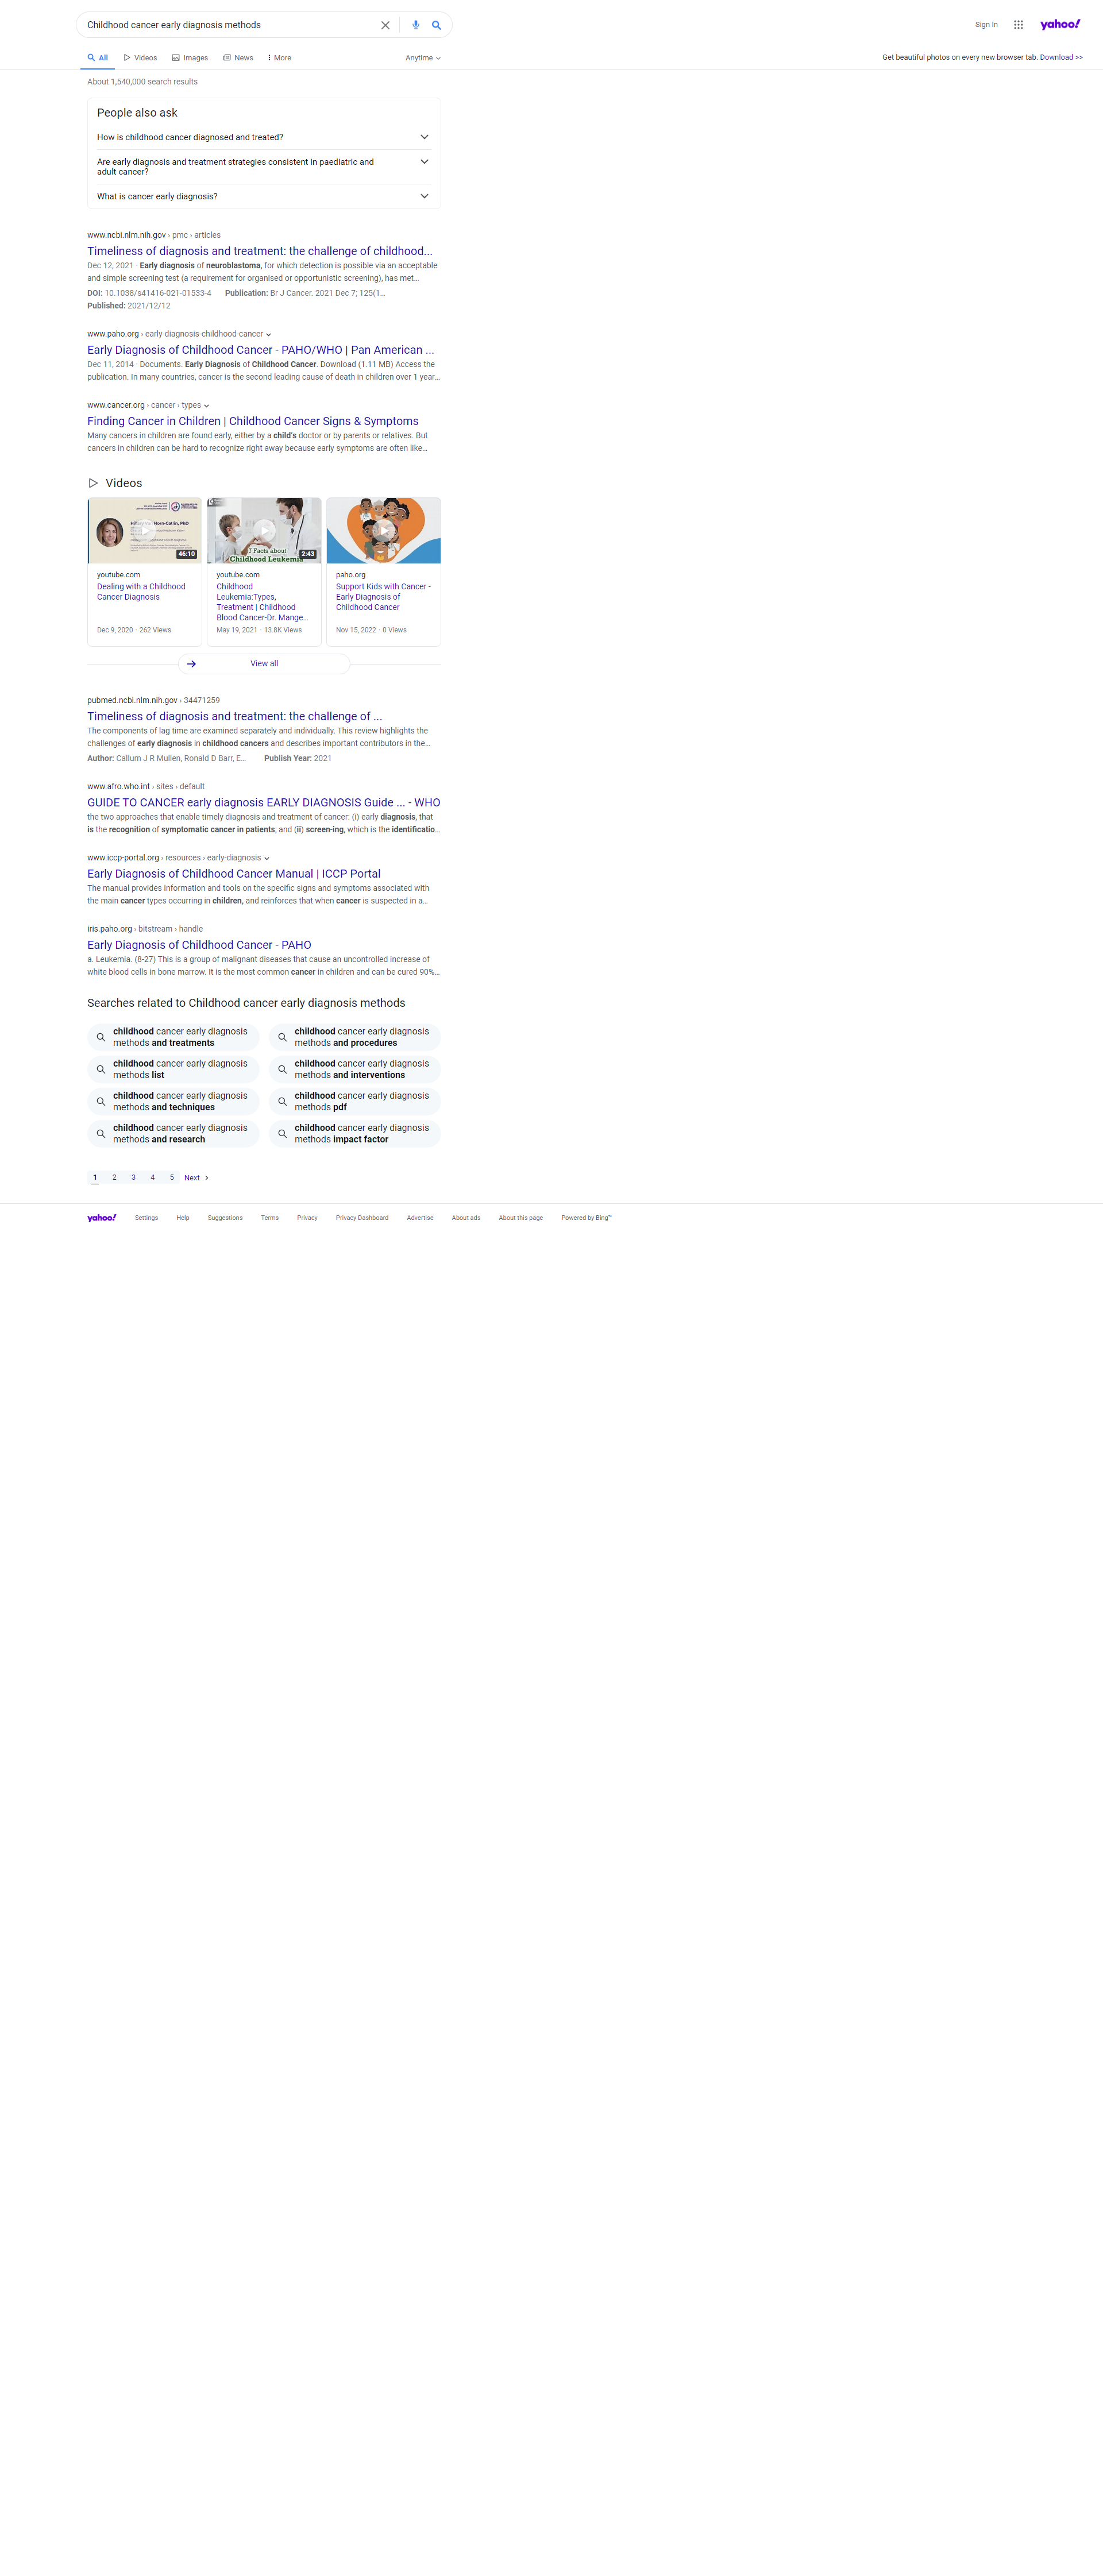 Childhood cancer early diagnosis methods
Sign In
yahoo!
All
Videos
Images
News
More
Anytime
Get beautiful photos on every new browser tab. Download >>
About 1,540,000 search results
People also ask
How is childhood cancer diagnosed and treated?
Are early diagnosis and treatment strategies consistent in paediatric and
adult cancer?
What is cancer early diagnosis?
www.ncbi.nlm.nih.gov › pmc › articles
Timeliness of diagnosis and treatment: the challenge of childhood...
Dec 12, 2021 · Early diagnosis of neuroblastoma, for which detection is possible via an acceptable
and simple screening test (a requirement for organised or opportunistic screening), has met...
DOI: 10.1038/s41416-021-01533-4 Publication: Br J Cancer. 2021 Dec 7; 125(1...
Published: 2021/12/12
www.paho.org › early-diagnosis-childhood-cancer
Early Diagnosis of Childhood Cancer - PAHO/WHO | Pan American ...
Dec 11, 2014 · Documents. Early Diagnosis of Childhood Cancer. Download (1.11 MB) Access the
publication. In many countries, cancer is the second leading cause of death in children over 1 year...
www.cancer.org › cancer › types
Finding Cancer in Children | Childhood Cancer Signs & Symptoms
Many cancers in children are found early, either by a child's doctor or by parents or relatives. But
cancers in children can be hard to recognize right away because early symptoms are often like...
Videos
46:10
7 Facts about
Childhood Leukemia
2:43
youtube.com
Dealing with a Childhood
Cancer Diagnosis
Dec 9, 2020 · 262 Views
youtube.com
Childhood
Leukemia:Types,
Treatment | Childhood
Blood Cancer-Dr. Mange...
May 19, 2021 · 13.8K Views
paho.org
Support Kids with Cancer -
Early Diagnosis of
Childhood Cancer
Nov 15, 2022 · 0 Views
View all
pubmed.ncbi.nlm.nih.gov › 34471259
Timeliness of diagnosis and treatment: the challenge of ...
The components of lag time are examined separately and individually. This review highlights the
challenges of early diagnosis in childhood cancers and describes important contributors in the...
Author: Callum J R Mullen, Ronald D Barr, E... Publish Year: 2021
www.afro.who.int › sites › default
GUIDE TO CANCER early diagnosis EARLY DIAGNOSIS Guide ... - WHO
the two approaches that enable timely diagnosis and treatment of cancer: (i) early diagnosis, that
is the recognition of symptomatic cancer in patients; and (ii) screen-ing, which is the identificatio...
www.iccp-portal.org › resources › early-diagnosis
Early Diagnosis of Childhood Cancer Manual | ICCP Portal
The manual provides information and tools on the specific signs and symptoms associated with
the main cancer types occurring in children, and reinforces that when cancer is suspected in a...
iris.paho.org › bitstream › handle
Early Diagnosis of Childhood Cancer - PAHO
a. Leukemia. (8-27) This is a group of malignant diseases that cause an uncontrolled increase of
white blood cells in bone marrow. It is the most common cancer in children and can be cured 90%...
Searches related to Childhood cancer early diagnosis methods
childhood cancer early diagnosis
methods and treatments
childhood cancer early diagnosis
methods and procedures
childhood cancer early diagnosis
methods list
childhood cancer early diagnosis
methods and interventions
childhood cancer early diagnosis
methods and techniques
childhood cancer early diagnosis
methods pdf
childhood cancer early diagnosis
methods and research
childhood cancer early diagnosis
methods impact factor
1 2 3 4 5 Next
yahoo! Settings Help Suggestions Terms Privacy Privacy Dashboard Advertise About ads About this page Powered by Bing™